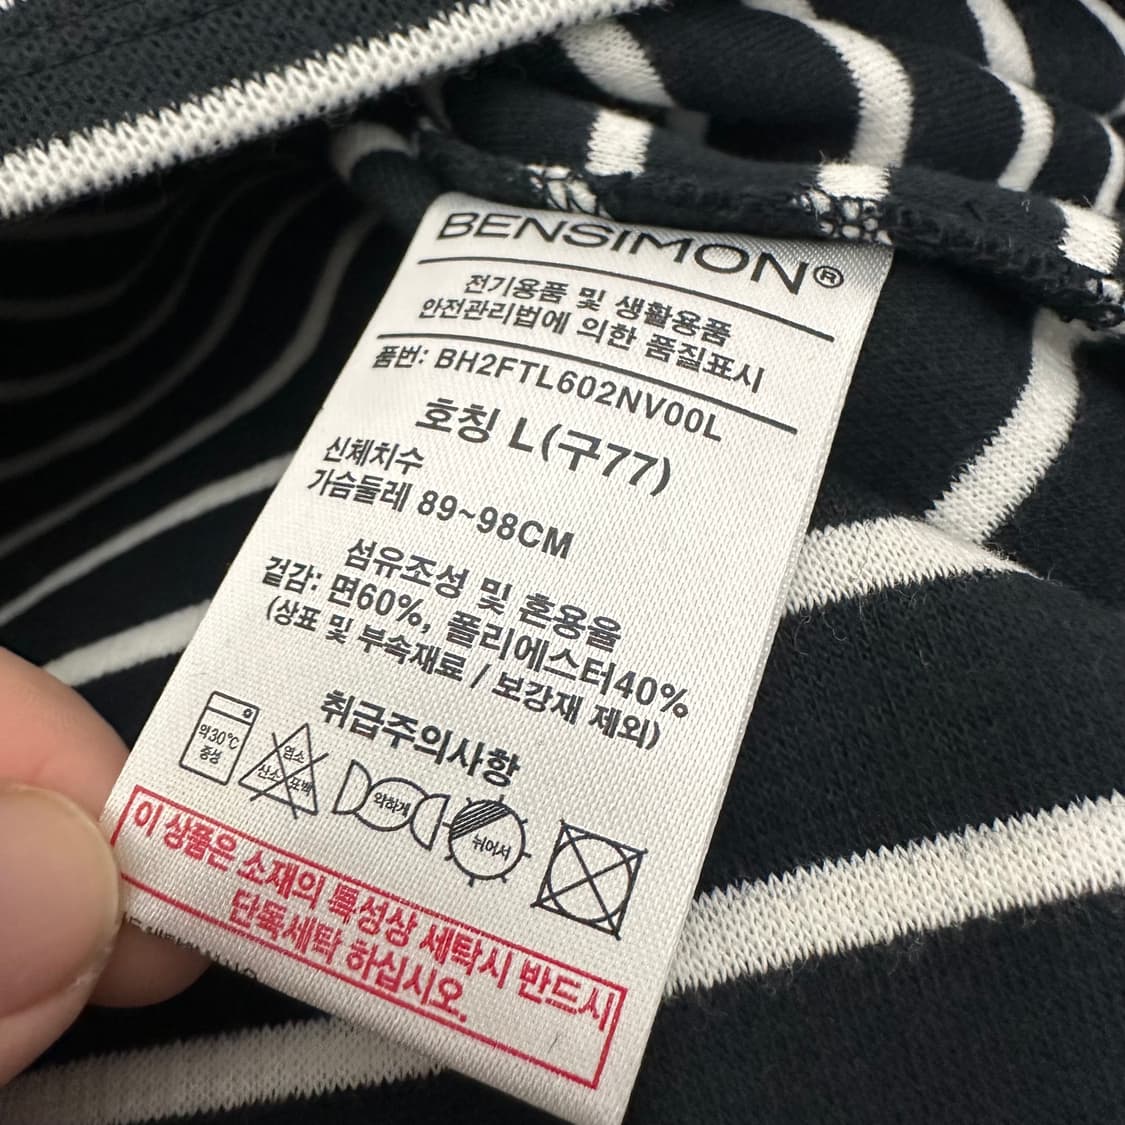 BENSIMON®
전기용품 및 생활용품
안전관리법에 의한 품질표시
품번: BH2FTL602NV00L
호칭 L(구77)
신체치수
가슴둘레 89~98CM
섬유조성 및 혼용율
겉감: 면60%, 폴리에스터40%
(상표 및 부속재료 / 보강재 제외)
취급주의사항
약30℃
중성
염소
산소 표백
약하게
뉘어서
이 상품은 소재의 특성상 세탁시 반드시
단독세탁 하십시오.